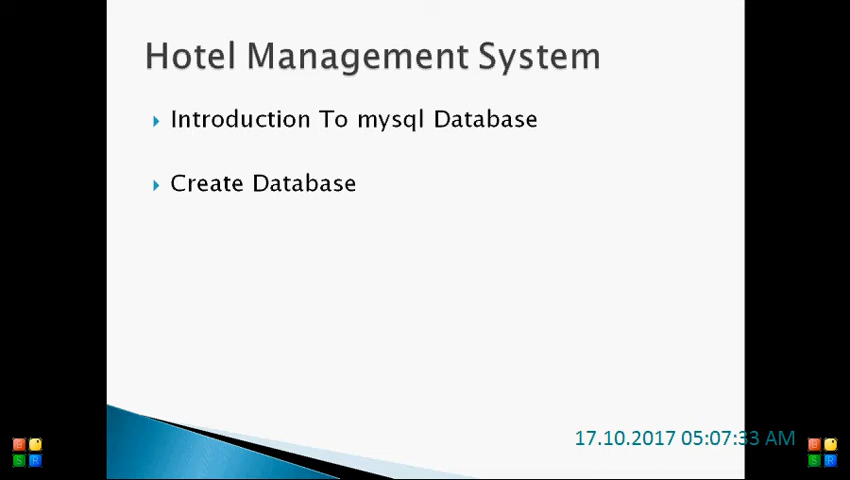 Hotel Management System
Introduction To mysql Database
Create Database
17.10.2017 05:07:33 AM